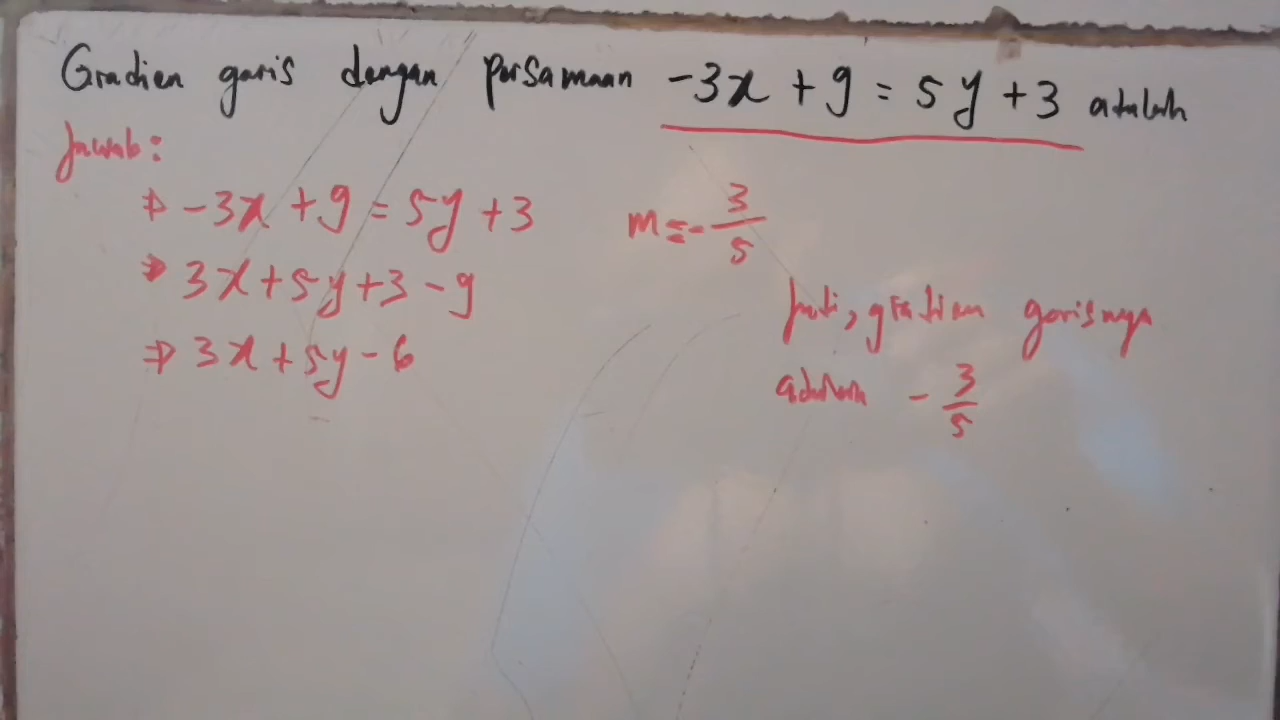 Gradien garis dengan persamaan -3x + 9 = 5y + 3 adalah
Jawab:
⇒ -3x + 9 = 5y + 3
⇒ 3x + 5y + 3 - 9
⇒ 3x + 5y - 6
m = - 3/5
Jadi, gradien garisnya
adalah - 3/5